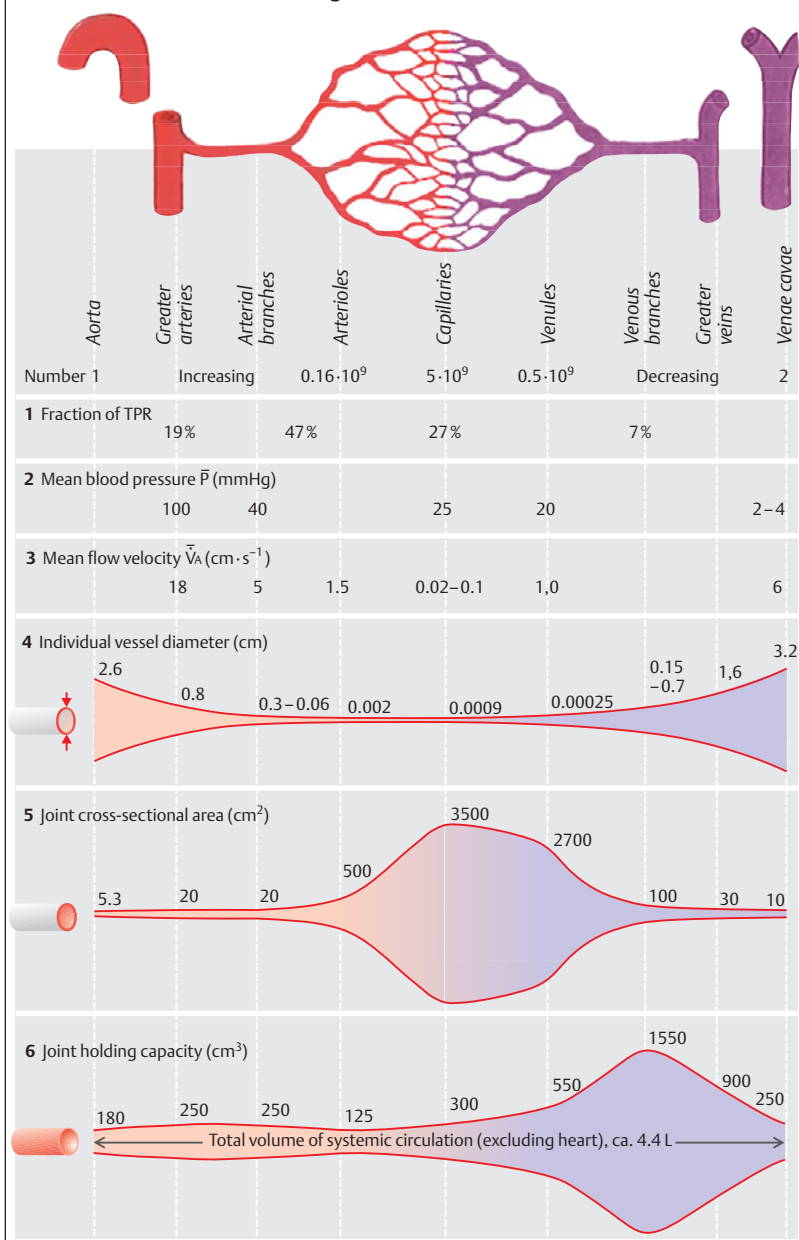 Aorta
Greater
arteries
Arterial
branches
Arterioles
Capillaries
Venules
Venous
branches
Greater
veins
Venae cavae
Number 1 Increasing 0.16·10⁹ 5·10⁹ 0.5·10⁹ Decreasing 2
1 Fraction of TPR
19% 47% 27% 7%
2 Mean blood pressure P̄ (mmHg)
100 40 25 20 2–4
3 Mean flow velocity V̇̄A (cm·s⁻¹)
18 5 1.5 0.02–0.1 1,0 6
4 Individual vessel diameter (cm)
2.6 0.8 0.3–0.06 0.002 0.0009 0.00025 0.15
–0.7 1,6 3.2
5 Joint cross-sectional area (cm²)
5.3 20 20 500 3500 2700 100 30 10
6 Joint holding capacity (cm³)
180 250 250 125 300 550 1550 900 250
Total volume of systemic circulation (excluding heart), ca. 4.4 L